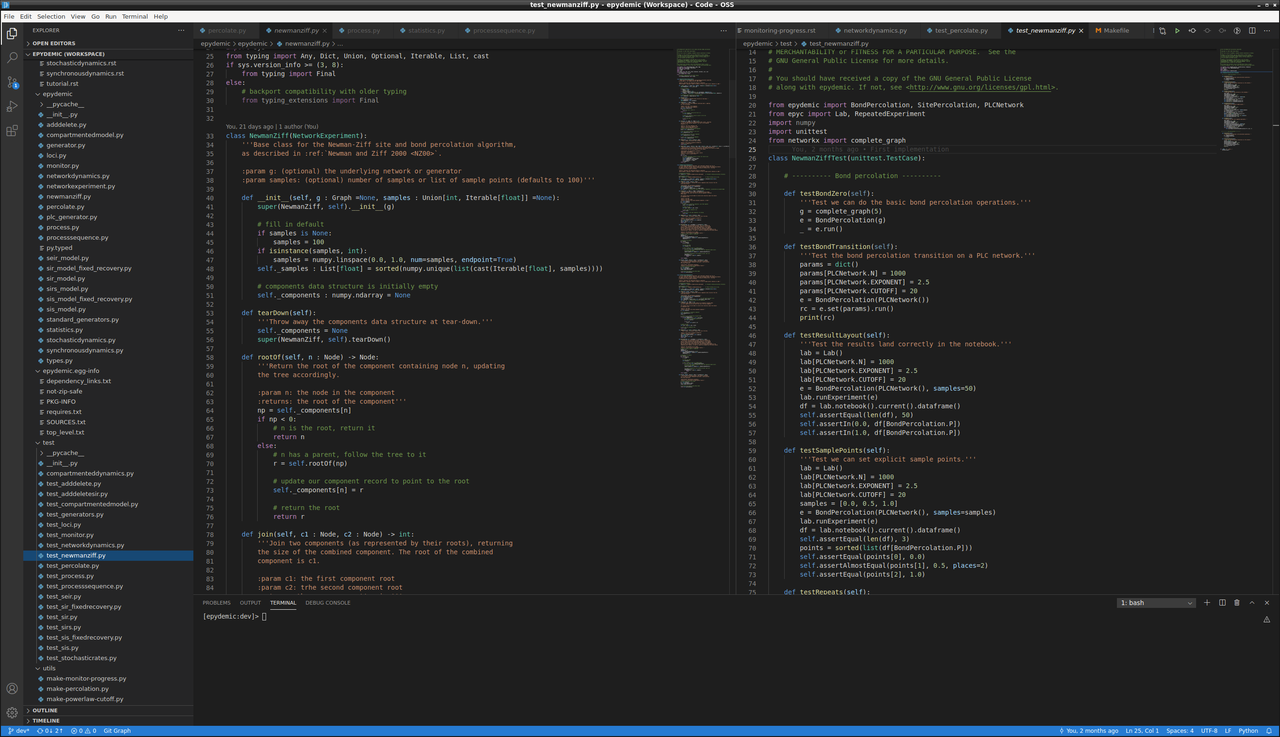 test_newmanziff.py - epydemic (Workspace) - Code - OSS
File Edit Selection View Go Run Terminal Help
EXPLORER
OPEN EDITORS
EPYDEMIC (WORKSPACE)
stochastics.rst
synchronousdynamics.rst
tutorial.rst
epydemic
__pycache__
__init__.py
adddelete.py
compartmentedmodel.py
generator.py
loci.py
monitor.py
networkdynamics.py
networkexperiment.py
newmanziff.py
percolate.py
plc_generator.py
process.py
processsequence.py
py.typed
seir_model.py
sir_model_fixed_recovery.py
sir_model.py
sirs_model.py
sis_model_fixed_recovery.py
sis_model.py
standard_generators.py
statistics.py
stochasticdynamics.py
synchronousdynamics.py
types.py
epydemic.egg-info
dependency_links.txt
not-zip-safe
PKG-INFO
requires.txt
SOURCES.txt
top_level.txt
test
__pycache__
__init__.py
compartmenteddynamics.py
test_adddelete.py
test_adddeletesir.py
test_compartmentedmodel.py
test_generators.py
test_loci.py
test_monitor.py
test_networkdynamics.py
test_newmanziff.py
test_percolate.py
test_process.py
test_processsequence.py
test_seir.py
test_sir_fixedrecovery.py
test_sir.py
test_sirs.py
test_sis_fixedrecovery.py
test_sis.py
test_stochasticrates.py
utils
make-monitor-progress.py
make-percolation.py
make-powerlaw-cutoff.py
OUTLINE
TIMELINE
percolate.py newmanziff.py process.py statistics.py processsequence.py
epydemic > epydemic > newmanziff.py > ...
25 from typing import Any, Dict, Union, Optional, Iterable, List, cast
26 if sys.version_info >= (3, 8):
27 from typing import Final
28 else:
29 # backport compatibility with older typing
30 from typing_extensions import Final
31
32
You, 21 days ago | 1 author (You)
33 class NewmanZiff(NetworkExperiment):
34 '''Base class for the Newman-Ziff site and bond percolation algorithm,
35 as described in :ref:`Newman and Ziff 2000 <NZ00>`.
36
37 :param g: (optional) the underlying network or generator
38 :param samples: (optional) number of samples or list of sample points (defaults to 100)'''
39
40 def __init__(self, g : Graph =None, samples : Union[int, Iterable[float]] =None):
41 super(NewmanZiff, self).__init__(g)
42
43 # fill in default
44 if samples is None:
45 samples = 100
46 if isinstance(samples, int):
47 samples = numpy.linspace(0.0, 1.0, num=samples, endpoint=True)
48 self._samples : List[float] = sorted(numpy.unique(list(cast(Iterable[float], samples))))
49
50 # components data structure is initially empty
51 self._components : numpy.ndarray = None
52
53 def tearDown(self):
54 '''Throw away the components data structure at tear-down.'''
55 self._components = None
56 super(NewmanZiff, self).tearDown()
57
58 def rootOf(self, n : Node) -> Node:
59 '''Return the root of the component containing node n, updating
60 the tree accordingly.
61
62 :param n: the node in the component
63 :returns: the root of the component'''
64 np = self._components[n]
65 if np < 0:
66 # n is the root, return it
67 return n
68 else:
69 # n has a parent, follow the tree to it
70 r = self.rootOf(np)
71
72 # update our component record to point to the root
73 self._components[n] = r
74
75 # return the root
76 return r
77
78 def join(self, c1 : Node, c2 : Node) -> int:
79 '''Join two components (as represented by their roots), returning
80 the size of the combined component. The root of the combined
81 component is c1.
82
83 :param c1: the first component root
84 :param c2: trhe second component root
monitoring-progress.rst networkdynamics.py test_percolate.py test_newmanziff.py Makefile
epydemic > test > test_newmanziff.py
14 # MERCHANTABILITY or FITNESS FOR A PARTICULAR PURPOSE. See the
15 # GNU General Public License for more details.
16 #
17 # You should have received a copy of the GNU General Public License
18 # along with epydemic. If not, see <http://www.gnu.org/licenses/gpl.html>.
19
20 from epydemic import BondPercolation, SitePercolation, PLCNetwork
21 from epyc import Lab, RepeatedExperiment
22 import numpy
23 import unittest
24 from networkx import complete_graph
25 You, 2 months ago • First implementation
26 class NewmanZiffTest(unittest.TestCase):
27
28 # ---------- Bond percolation ----------
29
30 def testBondZero(self):
31 '''Test we can do the basic bond percolation operations.'''
32 g = complete_graph(5)
33 e = BondPercolation(g)
34 _ = e.run()
35
36 def testBondTransition(self):
37 '''Test the bond percolation transition on a PLC network.'''
38 params = dict()
39 params[PLCNetwork.N] = 1000
40 params[PLCNetwork.EXPONENT] = 2.5
41 params[PLCNetwork.CUTOFF] = 20
42 e = BondPercolation(PLCNetwork())
43 rc = e.set(params).run()
44 print(rc)
45
46 def testResultLayout(self):
47 '''Test the results land correctly in the notebook.'''
48 lab = Lab()
49 lab[PLCNetwork.N] = 1000
50 lab[PLCNetwork.EXPONENT] = 2.5
51 lab[PLCNetwork.CUTOFF] = 20
52 e = BondPercolation(PLCNetwork(), samples=50)
53 lab.runExperiment(e)
54 df = lab.notebook().current().dataframe()
55 self.assertEqual(len(df), 50)
56 self.assertIn(0.0, df[BondPercolation.P])
57 self.assertIn(1.0, df[BondPercolation.P])
58
59 def testSamplePoints(self):
60 '''Test we can set explicit sample points.'''
61 lab = Lab()
62 lab[PLCNetwork.N] = 1000
63 lab[PLCNetwork.EXPONENT] = 2.5
64 lab[PLCNetwork.CUTOFF] = 20
65 samples = [0.0, 0.5, 1.0]
66 e = BondPercolation(PLCNetwork(), samples=samples)
67 lab.runExperiment(e)
68 df = lab.notebook().current().dataframe()
69 self.assertEqual(len(df), 3)
70 points = sorted(list(df[BondPercolation.P]))
71 self.assertEqual(points[0], 0.0)
72 self.assertAlmostEqual(points[1], 0.5, places=2)
73 self.assertEqual(points[2], 1.0)
74
75 def testRepeats(self):
PROBLEMS OUTPUT TERMINAL DEBUG CONSOLE
1: bash
[epydemic:dev]>
dev* 0↓ 2↑ 0 0 Git Graph
You, 2 months ago Ln 25, Col 1 Spaces: 4 UTF-8 LF Python